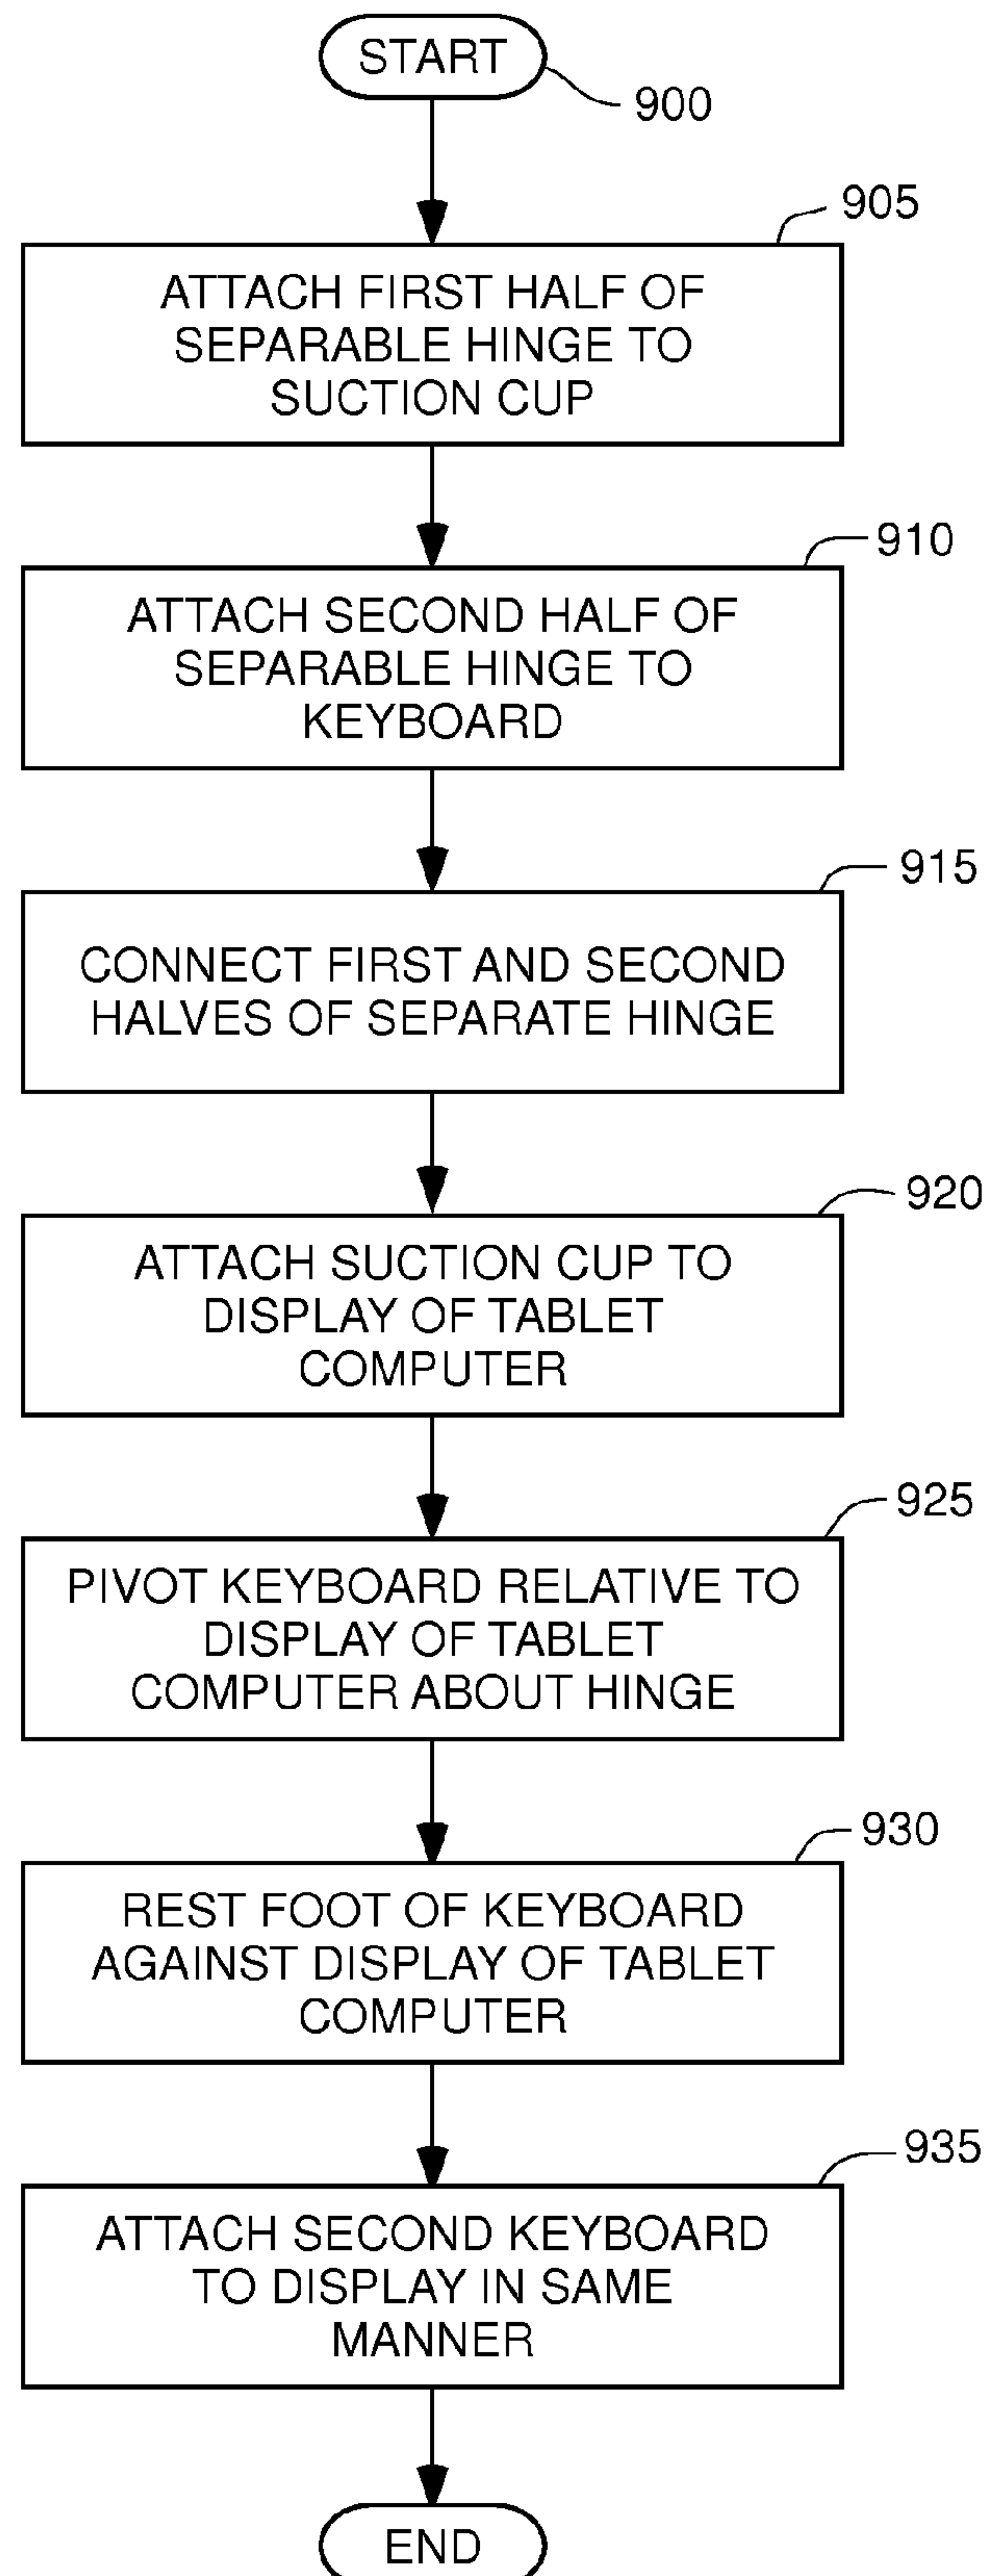 START
900
905
ATTACH FIRST HALF OF
SEPARABLE HINGE TO
SUCTION CUP
910
ATTACH SECOND HALF OF
SEPARABLE HINGE TO
KEYBOARD
915
CONNECT FIRST AND SECOND
HALVES OF SEPARATE HINGE
920
ATTACH SUCTION CUP TO
DISPLAY OF TABLET
COMPUTER
925
PIVOT KEYBOARD RELATIVE TO
DISPLAY OF TABLET
COMPUTER ABOUT HINGE
930
REST FOOT OF KEYBOARD
AGAINST DISPLAY OF TABLET
COMPUTER
935
ATTACH SECOND KEYBOARD
TO DISPLAY IN SAME
MANNER
END